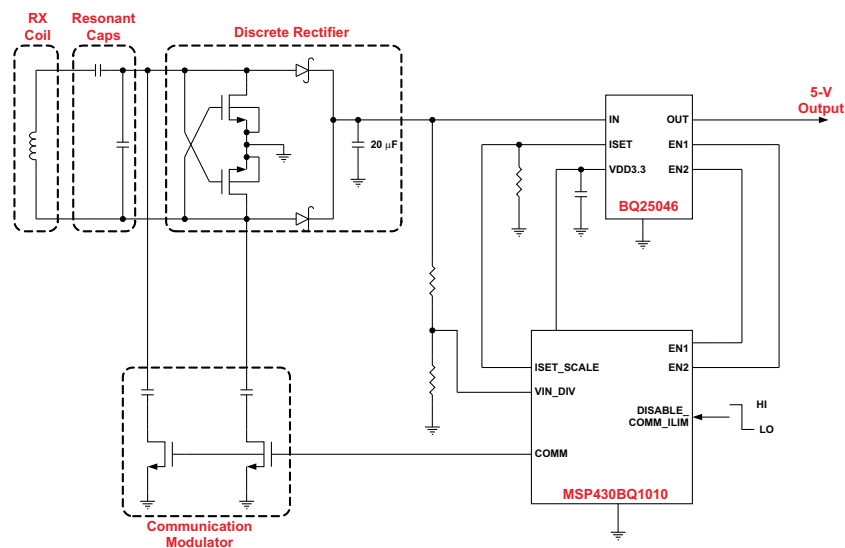 RX
Coil
Resonant
Caps
Discrete Rectifier
20 µF
5-V
Output
IN
OUT
ISET
EN1
VDD3.3
EN2
BQ25046
EN1
ISET_SCALE
EN2
VIN_DIV
DISABLE_
COMM_ILIM
HI
LO
COMM
MSP430BQ1010
Communication
Modulator